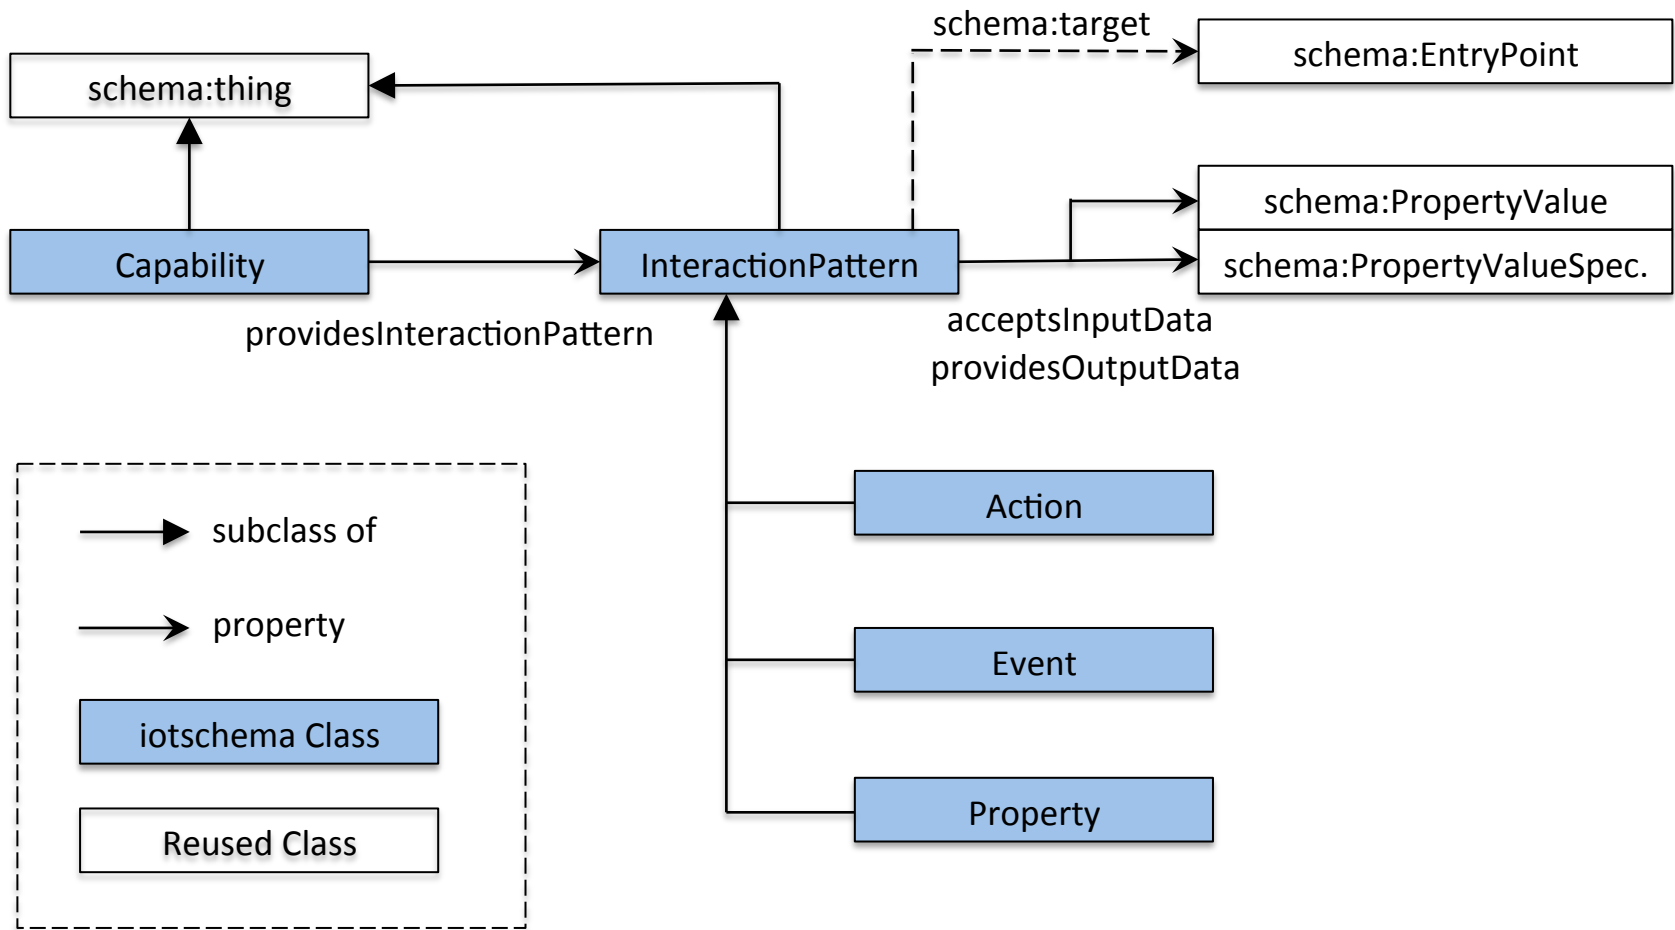 schema:target
schema:EntryPoint
schema:thing
schema:PropertyValue
Capability
InteractionPattern
schema:PropertyValueSpec.
providesInteractionPattern
acceptsInputData
providesOutputData
Action
subclass of
property
Event
iotschema Class
Property
Reused Class